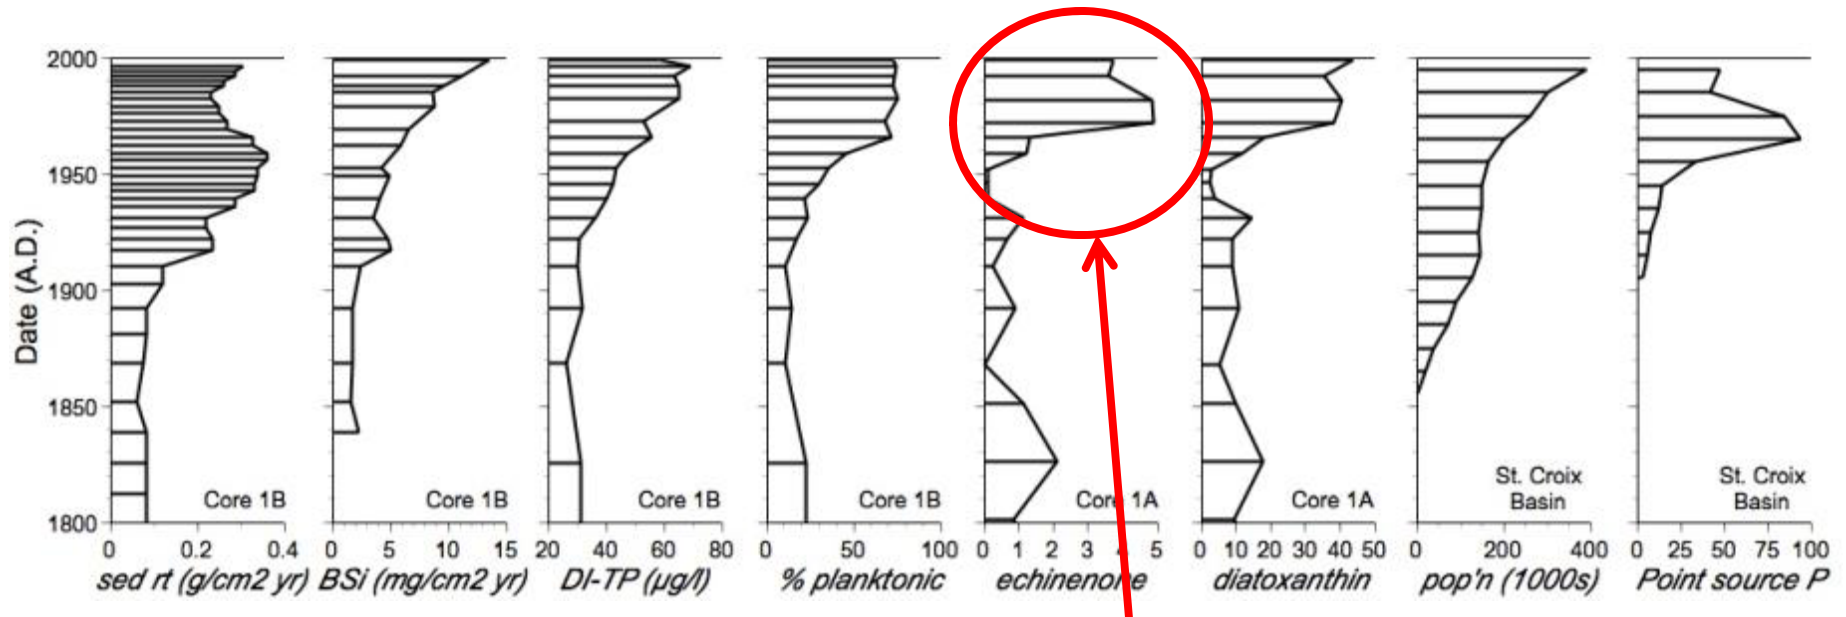 2000
1950
1900
1850
1800
Date (A.D.)
Core 1B
Core 1B
Core 1B
Core 1B
Core 1A
Core 1A
St. Croix
Basin
St. Croix
Basin
0 0.2 0.4
0 5 10 15
20 40 60 80
0 50 100
0 1 2 3 4 5
0 10 20 30 40 50
0 200 400
0 25 50 75 100
sed rt (g/cm2 yr)
BSi (mg/cm2 yr)
DI-TP (µg/l)
% planktonic
echinenone
diatoxanthin
pop'n (1000s)
Point source P